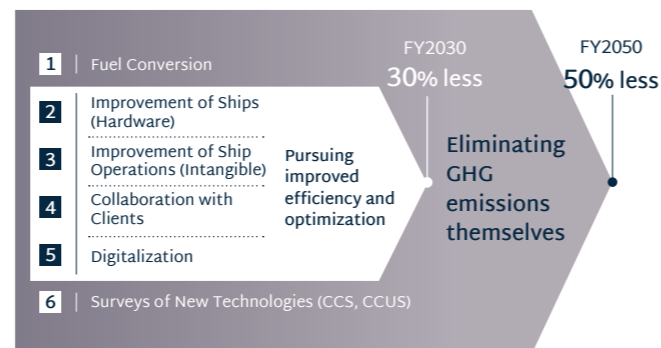 FY2030
30% less
FY2050
50% less
1 Fuel Conversion
2 Improvement of Ships
(Hardware)
3 Improvement of Ship
Operations (Intangible)
4 Collaboration with
Clients
5 Digitalization
Pursuing
improved
efficiency and
optimization
Eliminating
GHG
emissions
themselves
6 Surveys of New Technologies (CCS, CCUS)